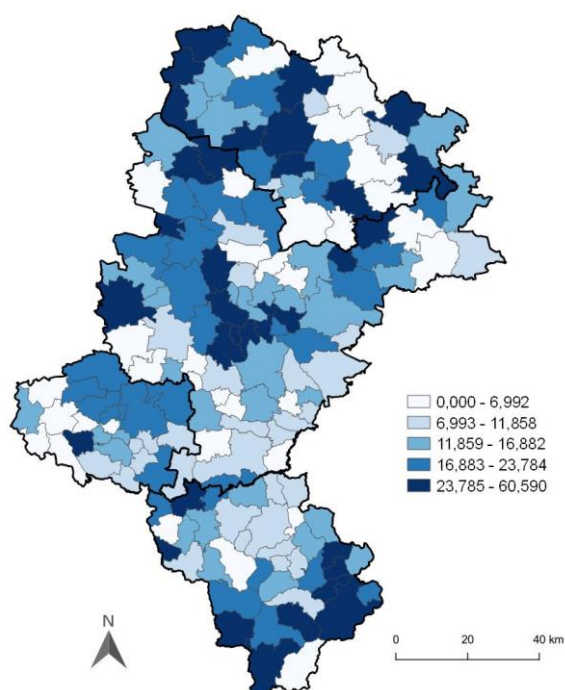 0,000 - 6,992
6,993 - 11,858
11,859 - 16,882
16,883 - 23,784
23,785 - 60,590
N
0 20 40 km